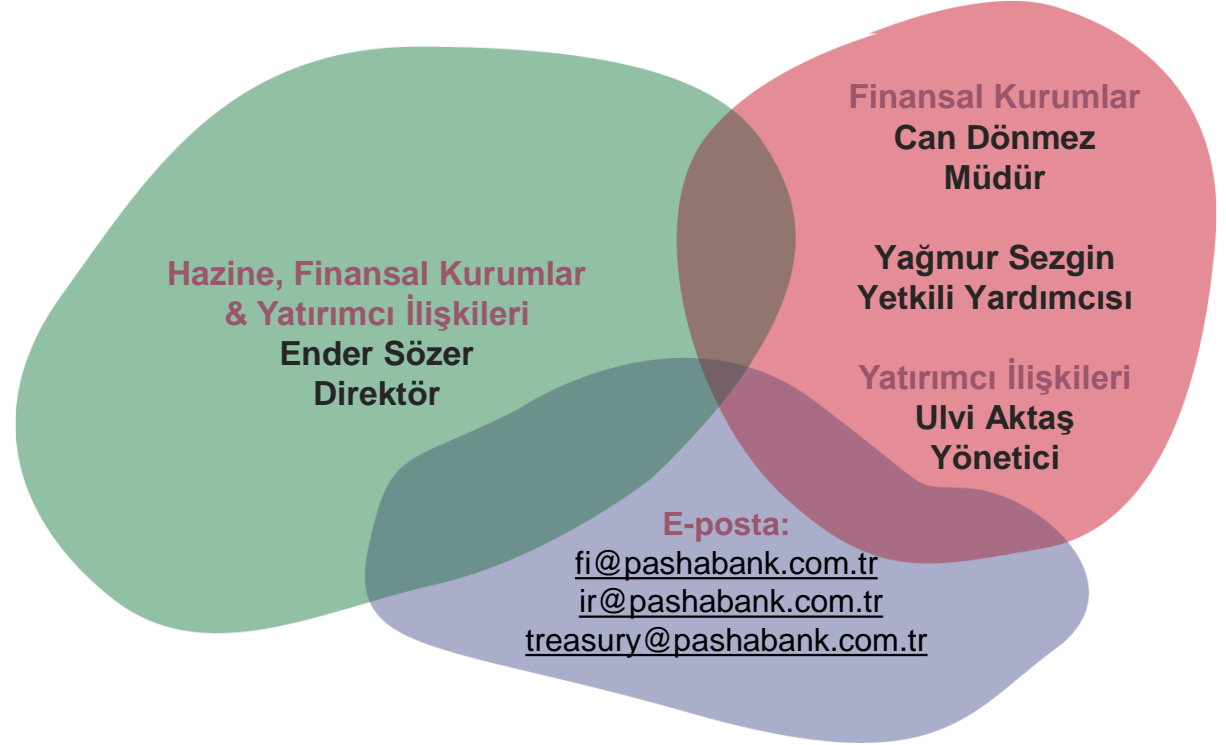 Hazine, Finansal Kurumlar
& Yatırımcı İlişkileri
Ender Sözer
Direktör
Finansal Kurumlar
Can Dönmez
Müdür
Yağmur Sezgin
Yetkili Yardımcısı
Yatırımcı İlişkileri
Ulvi Aktaş
Yönetici
E-posta:
fi@pashabank.com.tr
ir@pashabank.com.tr
treasury@pashabank.com.tr